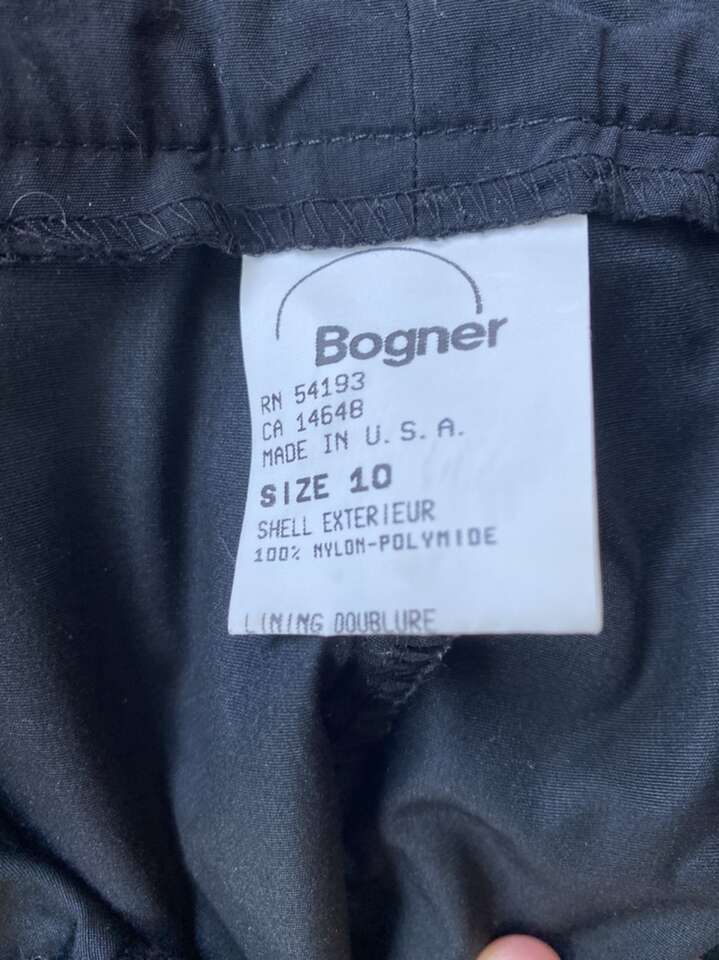 Bogner
RN 54193
CA 14648
MADE IN U.S.A.
SIZE 10
SHELL EXTERIEUR
100% NYLON-POLYMIDE
LINING DOUBLURE